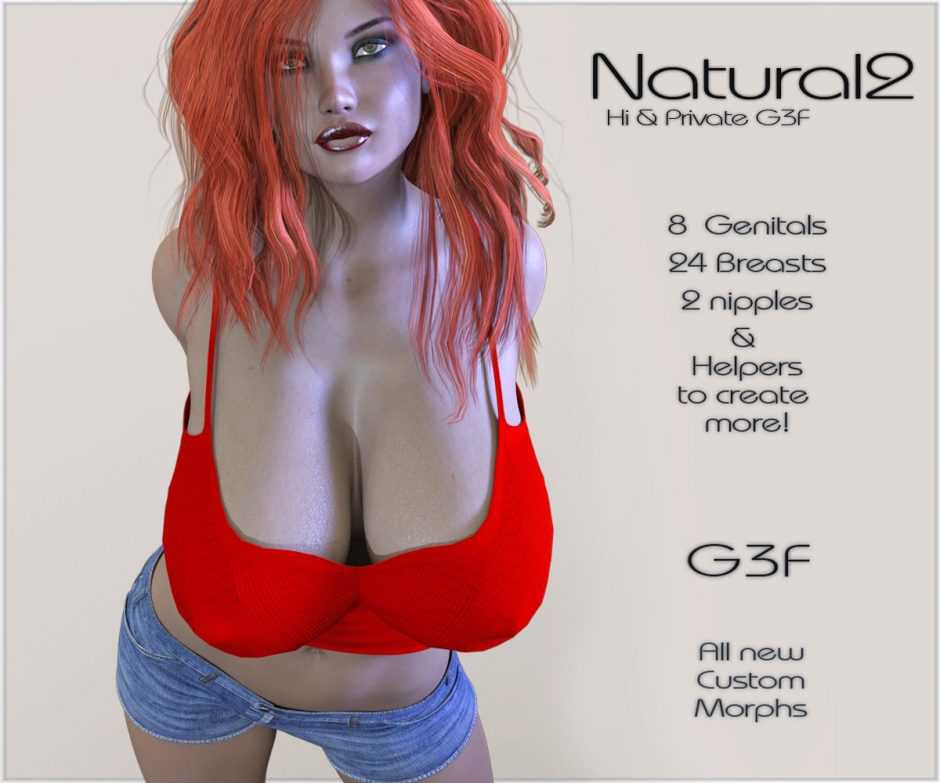 Natural2
Hi & Private G3F
8 Genitals
24 Breasts
2 nipples
&
Helpers
to create
more!
G3F
All new
Custom
Morphs